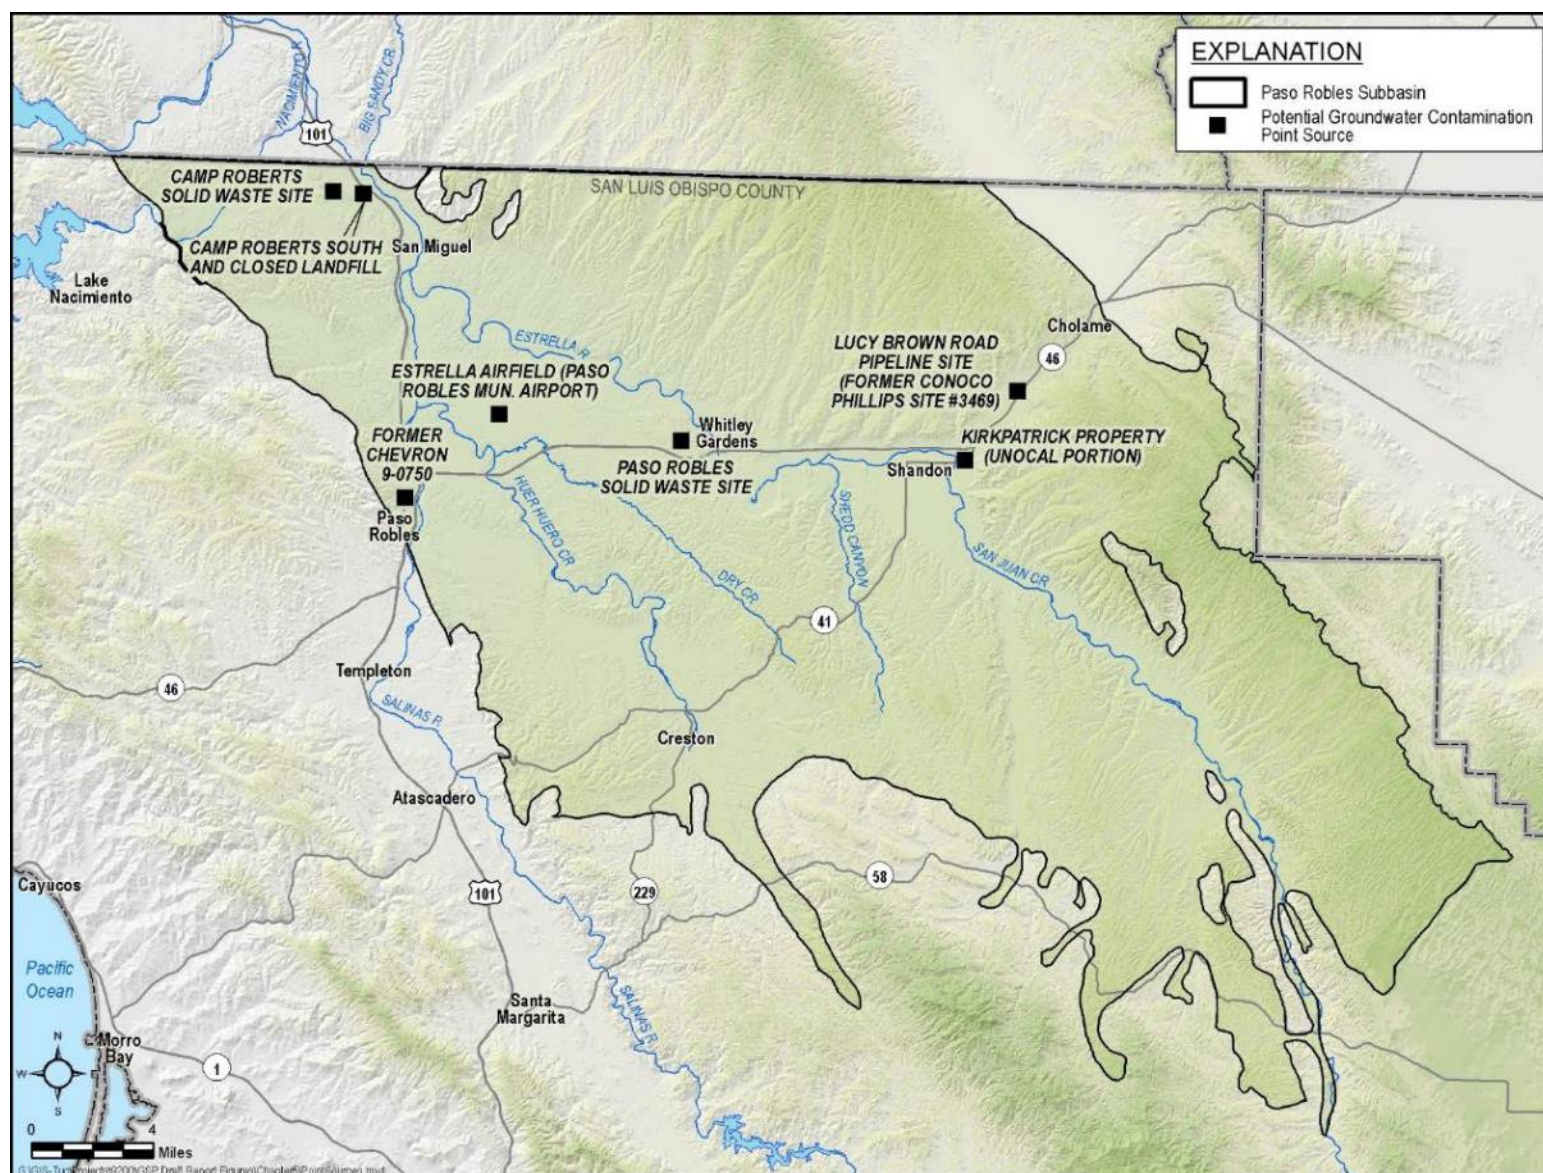 EXPLANATION
Paso Robles Subbasin
Potential Groundwater Contamination
Point Source
NACIMIENTO R.
BIG SANDY CR.
101
CAMP ROBERTS
SOLID WASTE SITE
SAN LUIS OBISPO COUNTY
CAMP ROBERTS SOUTH
AND CLOSED LANDFILL
San Miguel
Lake
Nacimiento
ESTRELLA R.
Cholame
46
LUCY BROWN ROAD
PIPELINE SITE
(FORMER CONOCO
PHILLIPS SITE #3469)
ESTRELLA AIRFIELD (PASO
ROBLES MUN. AIRPORT)
Whitley
Gardens
FORMER
CHEVRON
9-0750
KIRKPATRICK PROPERTY
(UNOCAL PORTION)
PASO ROBLES
SOLID WASTE SITE
Shandon
Paso
Robles
HUER HUERO CR.
DRY CR.
SHEDD CANYON
SAN JUAN CR.
41
Templeton
46
SALINAS R.
Creston
Atascadero
Cayucos
101
229
58
Pacific
Ocean
Santa
Margarita
SALINAS R.
Morro
Bay
N
W
E
S
1
0
4
Miles